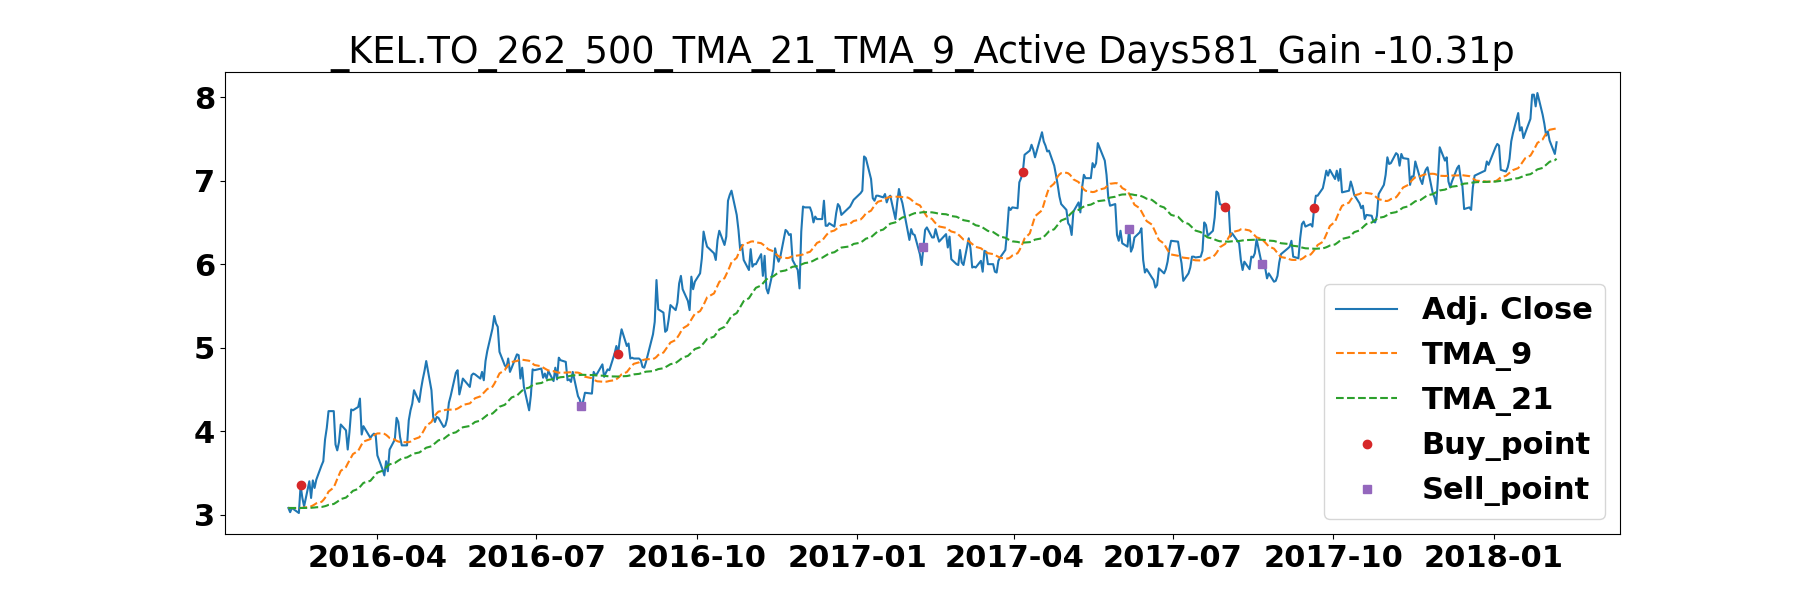 _KEL.TO_262_500_TMA_21_TMA_9_Active Days581_Gain -10.31p
8
7
6
5
4
3
2016-04 2016-07 2016-10 2017-01 2017-04 2017-07 2017-10 2018-01
Adj. Close
TMA_9
TMA_21
Buy_point
Sell_point